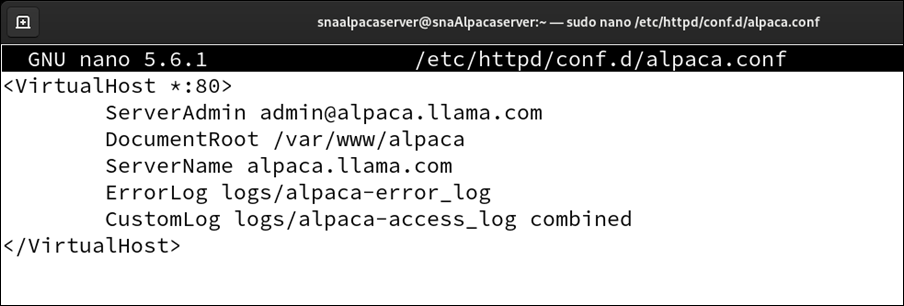 snaalpacaserver@snaAlpacaserver:~ — sudo nano /etc/httpd/conf.d/alpaca.conf
GNU nano 5.6.1 /etc/httpd/conf.d/alpaca.conf
<VirtualHost *:80>
ServerAdmin admin@alpaca.llama.com
DocumentRoot /var/www/alpaca
ServerName alpaca.llama.com
ErrorLog logs/alpaca-error_log
CustomLog logs/alpaca-access_log combined
</VirtualHost>